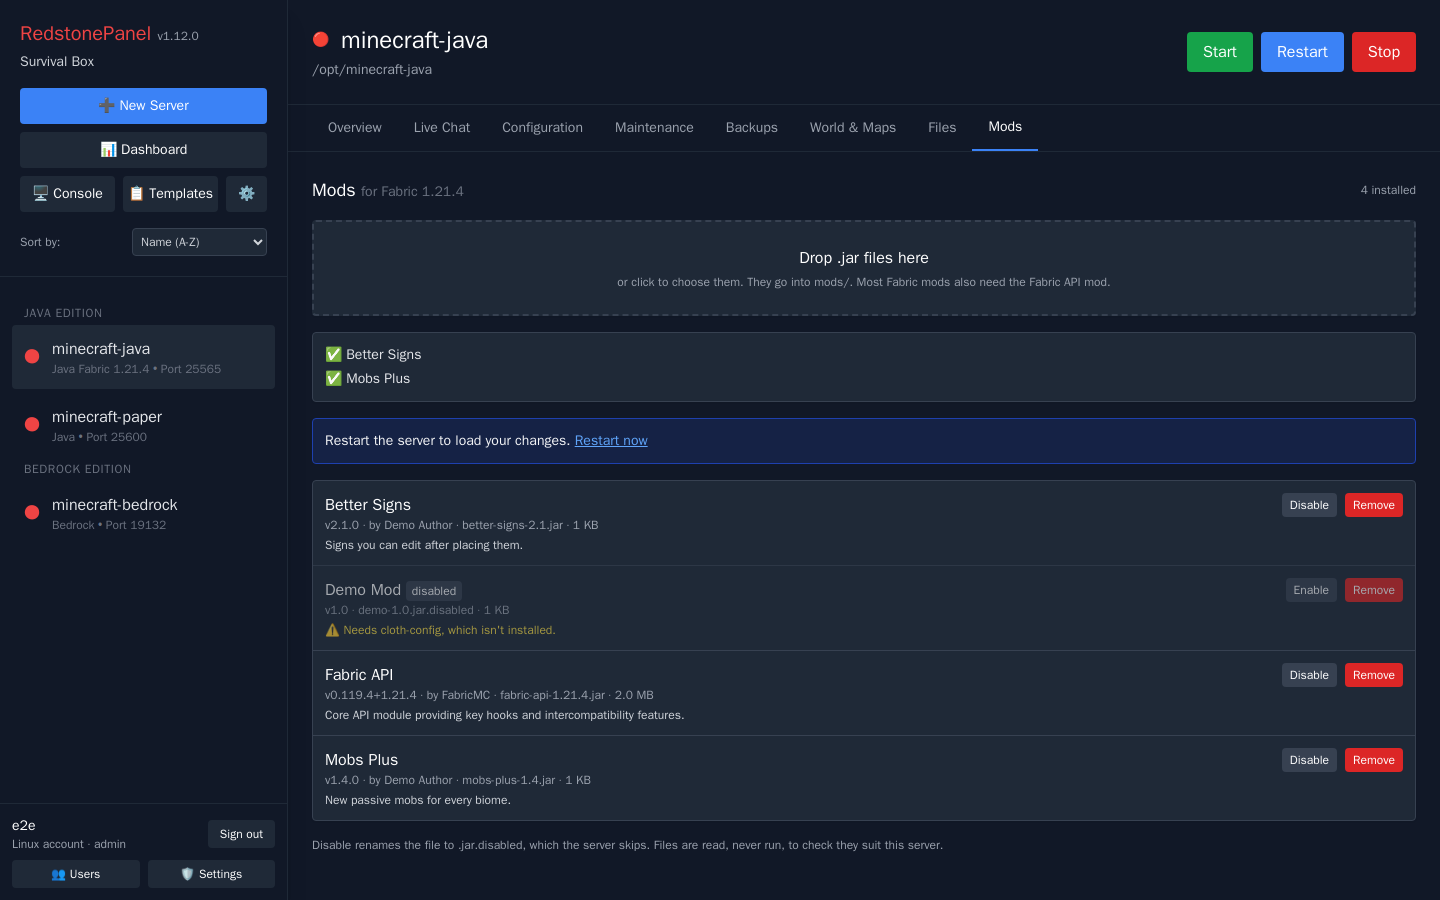 RedstonePanel v1.12.0
Survival Box
➕ New Server
📊 Dashboard
🖥️ Console
📋 Templates
⚙️
Sort by:
Name (A-Z)
JAVA EDITION
minecraft-java
Java Fabric 1.21.4 • Port 25565
minecraft-paper
Java • Port 25600
BEDROCK EDITION
minecraft-bedrock
Bedrock • Port 19132
e2e
Linux account · admin
Sign out
👥 Users
🛡️ Settings
minecraft-java
/opt/minecraft-java
Start
Restart
Stop
Overview
Live Chat
Configuration
Maintenance
Backups
World & Maps
Files
Mods
Mods for Fabric 1.21.4
4 installed
Drop .jar files here
or click to choose them. They go into mods/. Most Fabric mods also need the Fabric API mod.
✅ Better Signs
✅ Mobs Plus
Restart the server to load your changes. Restart now
Better Signs
v2.1.0 · by Demo Author · better-signs-2.1.jar · 1 KB
Signs you can edit after placing them.
Disable
Remove
Demo Mod disabled
v1.0 · demo-1.0.jar.disabled · 1 KB
⚠️ Needs cloth-config, which isn't installed.
Enable
Remove
Fabric API
v0.119.4+1.21.4 · by FabricMC · fabric-api-1.21.4.jar · 2.0 MB
Core API module providing key hooks and intercompatibility features.
Disable
Remove
Mobs Plus
v1.4.0 · by Demo Author · mobs-plus-1.4.jar · 1 KB
New passive mobs for every biome.
Disable
Remove
Disable renames the file to .jar.disabled, which the server skips. Files are read, never run, to check they suit this server.